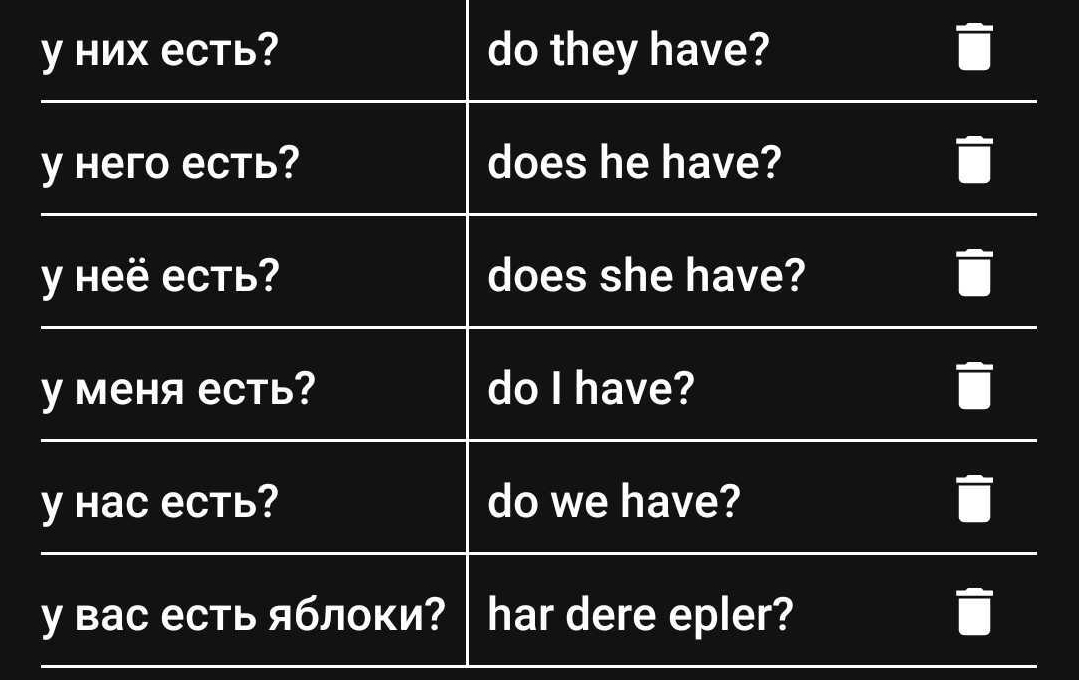 у них есть? do they have?
у него есть? does he have?
у неё есть? does she have?
у меня есть? do I have?
у нас есть? do we have?
у вас есть яблоки? har dere epler?